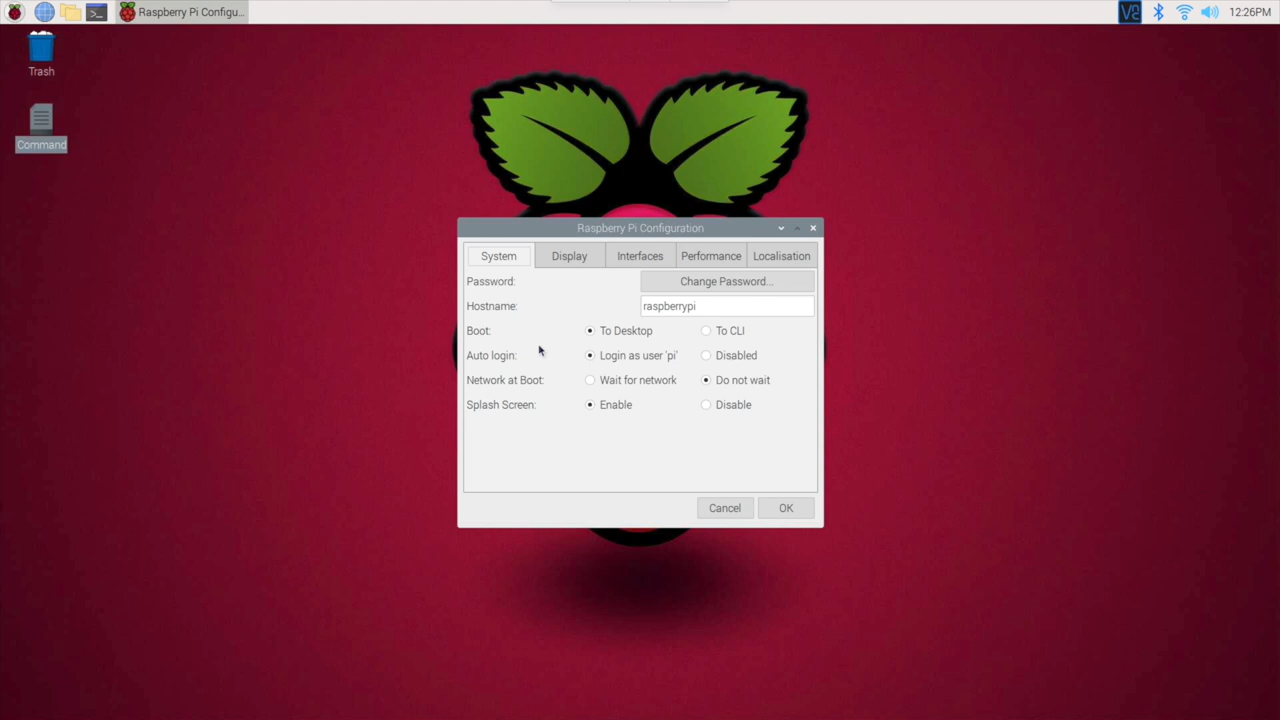 Raspberry Pi Configu... 12:26PM
Trash
Command
Raspberry Pi Configuration
System Display Interfaces Performance Localisation
Password: Change Password...
Hostname: raspberrypi
Boot: To Desktop To CLI
Auto login: Login as user 'pi' Disabled
Network at Boot: Wait for network Do not wait
Splash Screen: Enable Disable
Cancel OK